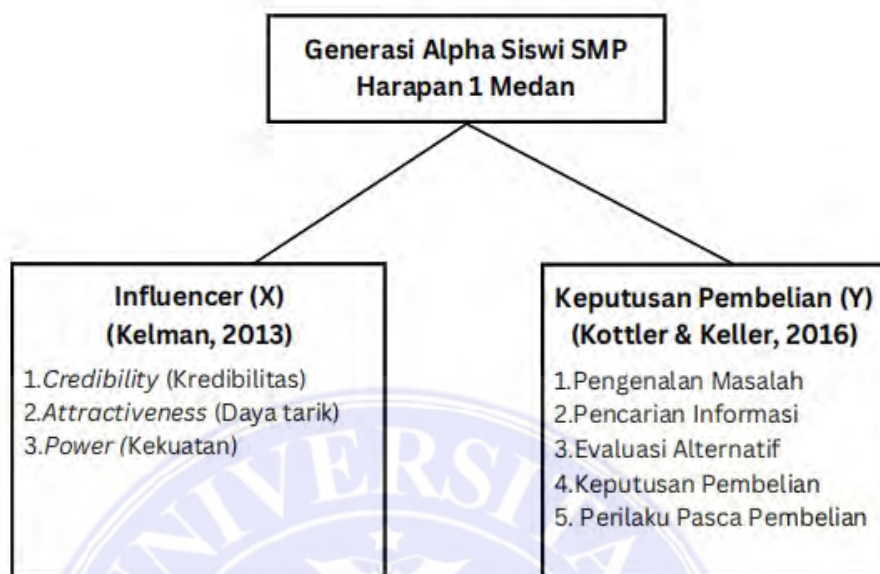 Generasi Alpha Siswi SMP
Harapan 1 Medan
Influencer (X)
(Kelman, 2013)
1.Credibility (Kredibilitas)
2.Attractiveness (Daya tarik)
3.Power (Kekuatan)
Keputusan Pembelian (Y)
(Kottler & Keller, 2016)
1.Pengenalan Masalah
2.Pencarian Informasi
3.Evaluasi Alternatif
4.Keputusan Pembelian
5. Perilaku Pasca Pembelian